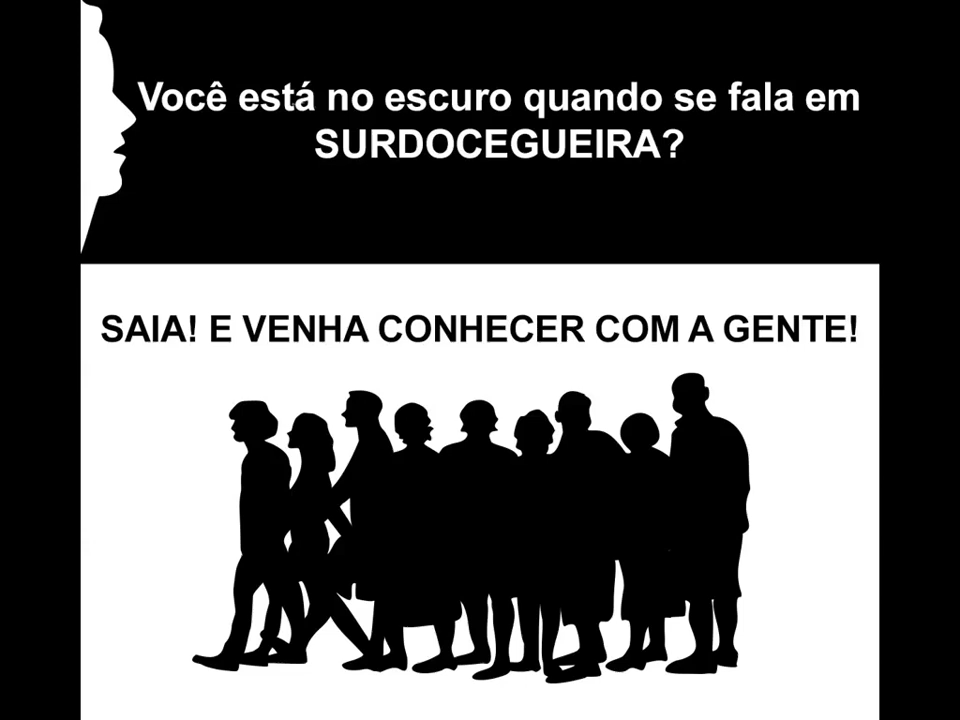 Você está no escuro quando se fala em
SURDOCEGUEIRA?
SAIA! E VENHA CONHECER COM A GENTE!